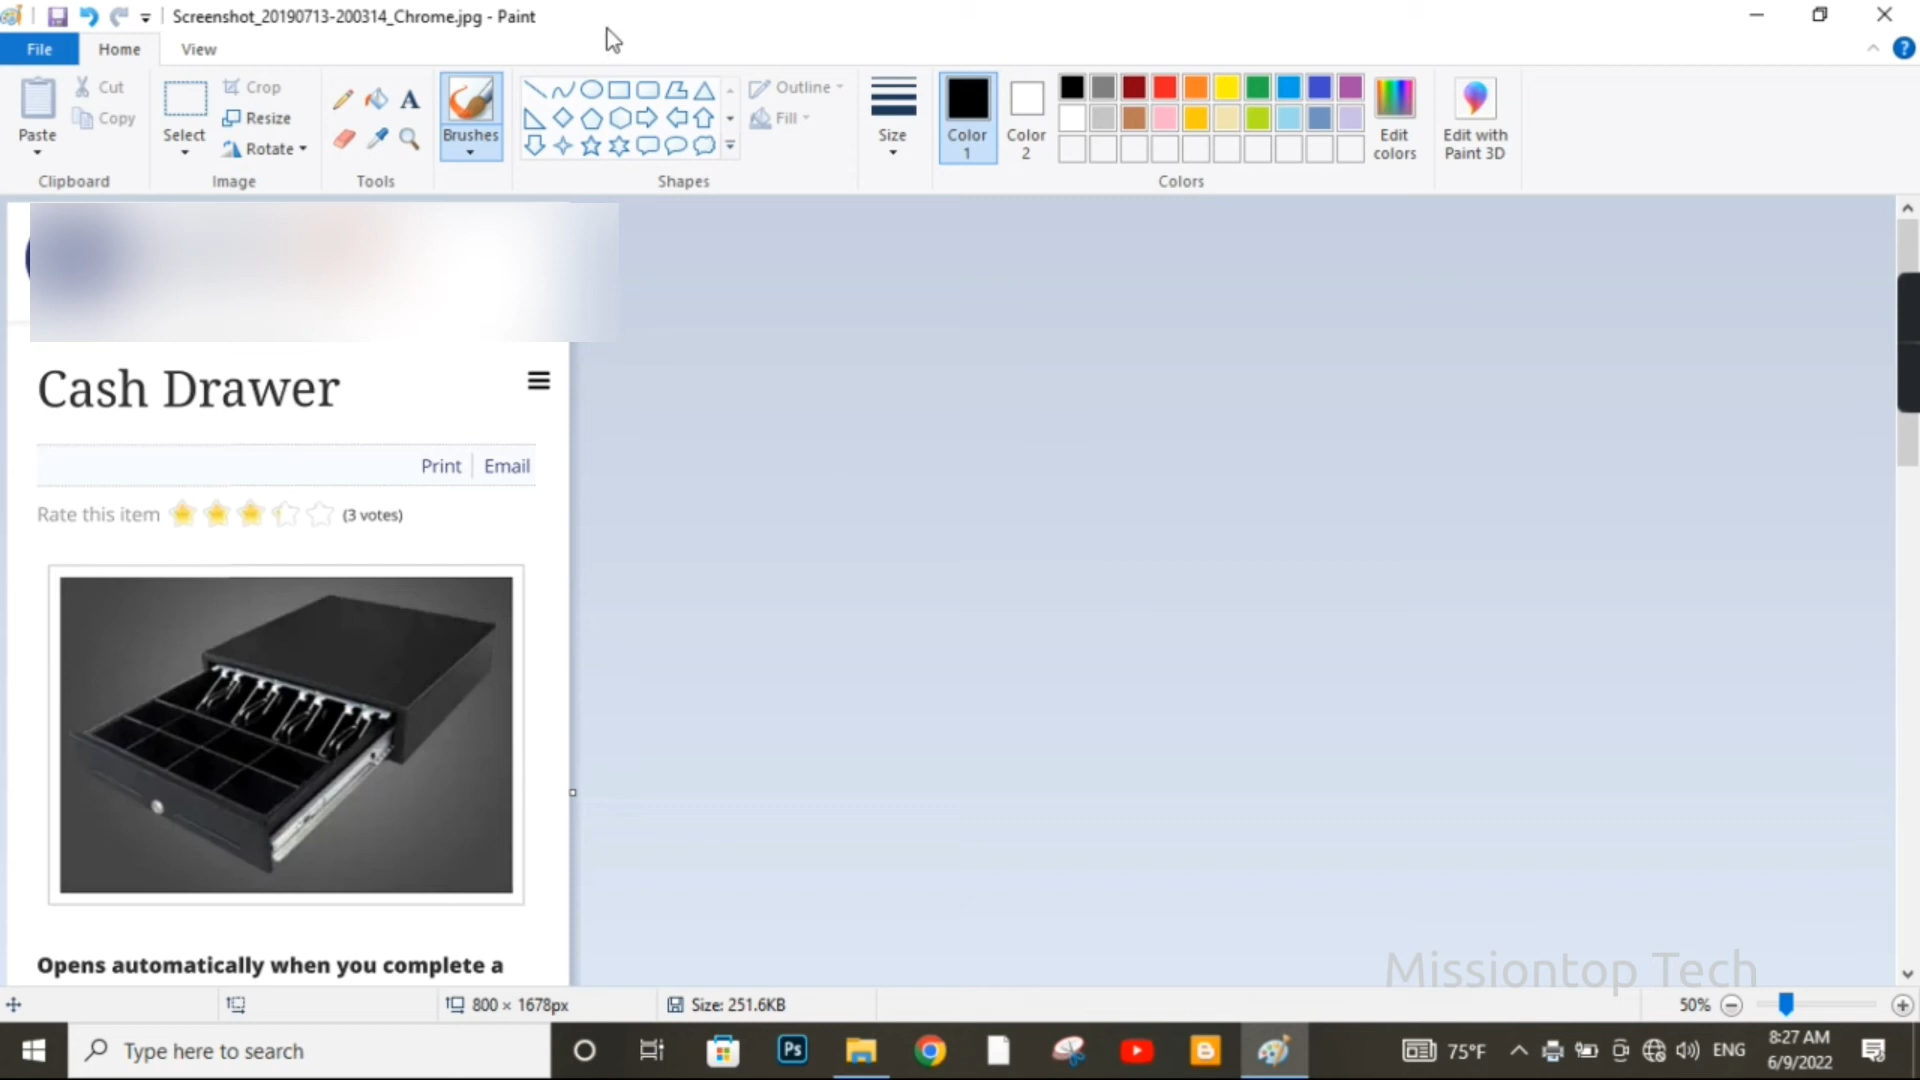 Screenshot_20190713-200314_Chrome.jpg - Paint
File Home View
Paste
Cut
Copy
Clipboard
Select
Crop
Resize
Rotate
Image
A
Tools
Brushes
Shapes
Outline
Fill
Size
Color 1
Color 2
Colors
Edit colors
Edit with Paint 3D
Cash Drawer
Print Email
Rate this item (3 votes)
Opens automatically when you complete a
Missiontop Tech
800 × 1678px Size: 251.6KB 50%
Type here to search
Ps
75°F ENG
8:27 AM
6/9/2022